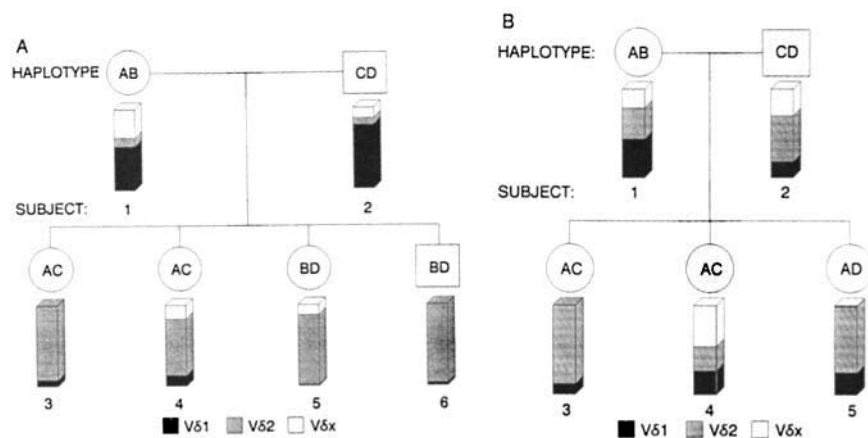 A
HAPLOTYPE
AB
CD
SUBJECT:
1
2
AC
AC
BD
BD
3
4
5
6
Vδ1 Vδ2 Vδx
B
HAPLOTYPE:
AB
CD
SUBJECT:
1
2
AC
AC
AD
3
4
5
Vδ1 Vδ2 Vδx